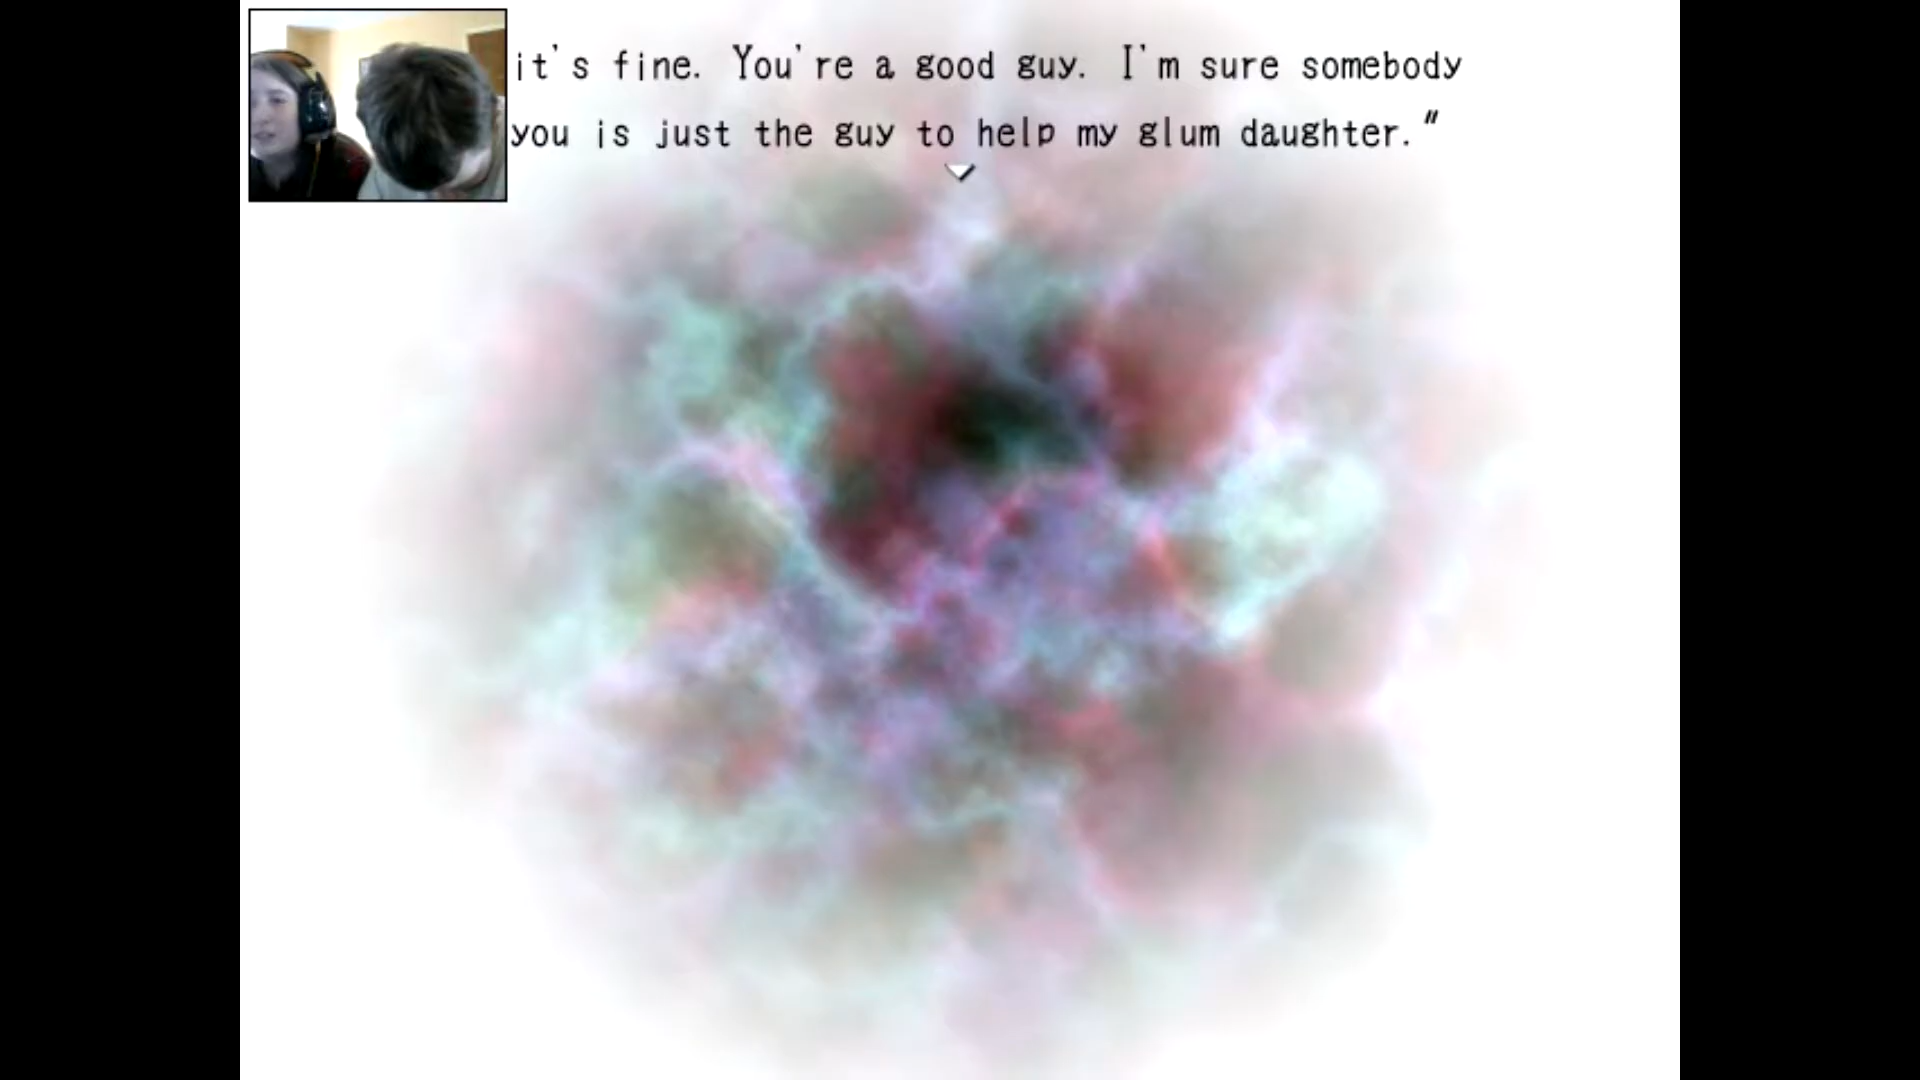 it's fine. You're a good guy. I'm sure somebody
you is just the guy to help my glum daughter."